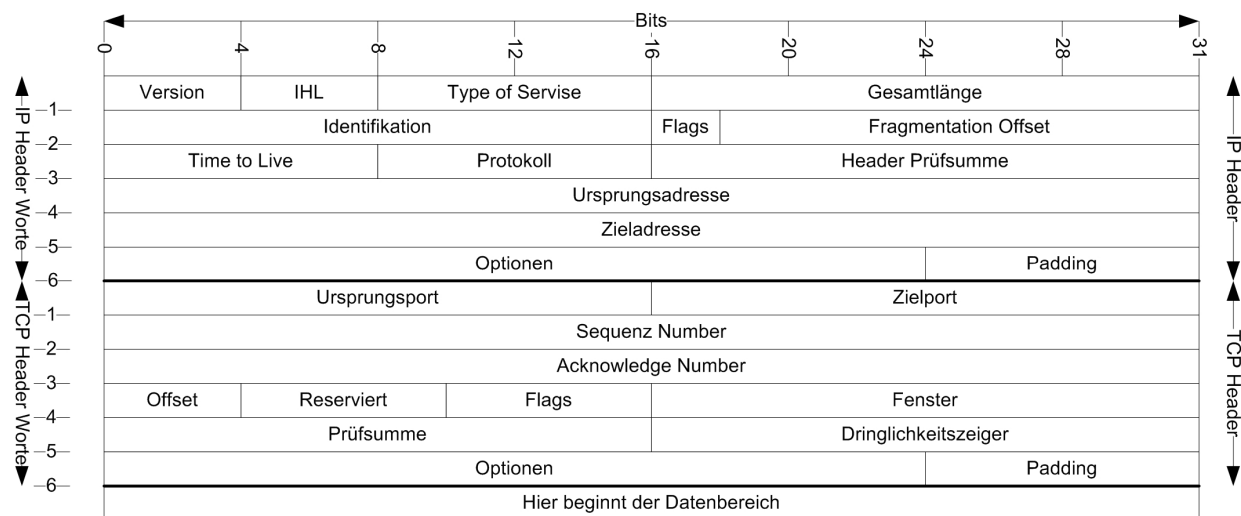 Bits
0 4 8 12 16 20 24 28 31
Version IHL Type of Servise Gesamtlänge
1
Identifikation Flags Fragmentation Offset
2
Time to Live Protokoll Header Prüfsumme
3
Ursprungsadresse
4
Zieladresse
5
Optionen Padding
6
IP Header Worte
IP Header
Ursprungsport Zielport
1
Sequenz Number
2
Acknowledge Number
3
Offset Reserviert Flags Fenster
4
Prüfsumme Dringlichkeitszeiger
5
Optionen Padding
6
TCP Header Worte
TCP Header
Hier beginnt der Datenbereich